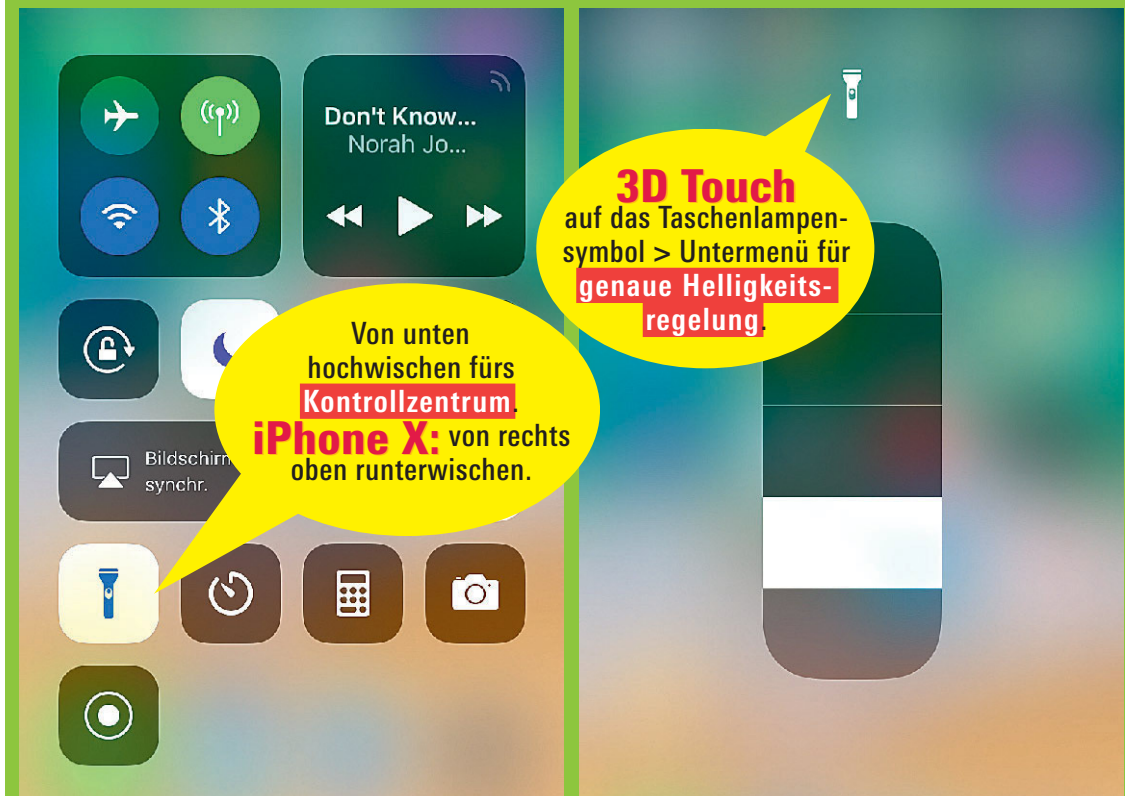 Don't Know...
Norah Jo...
Von unten
hochwischen fürs
Kontrollzentrum.
iPhone X: von rechts
oben runterwischen.
Bildschirm
synchr.
3D Touch
auf das Taschenlampen-
symbol > Untermenü für
genaue Helligkeits-
regelung.